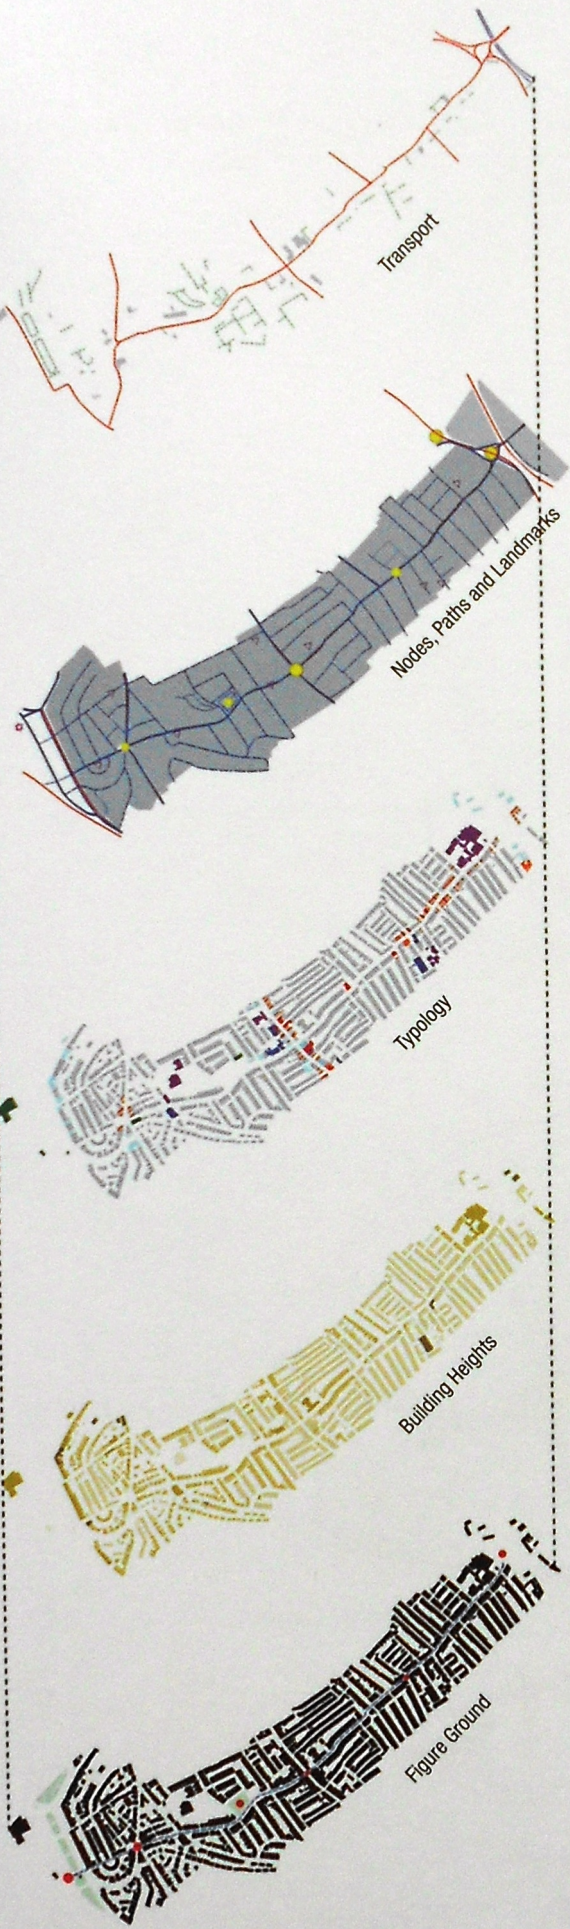 Transport
Nodes, Paths and Landmarks
Typology
Building Heights
Figure Ground